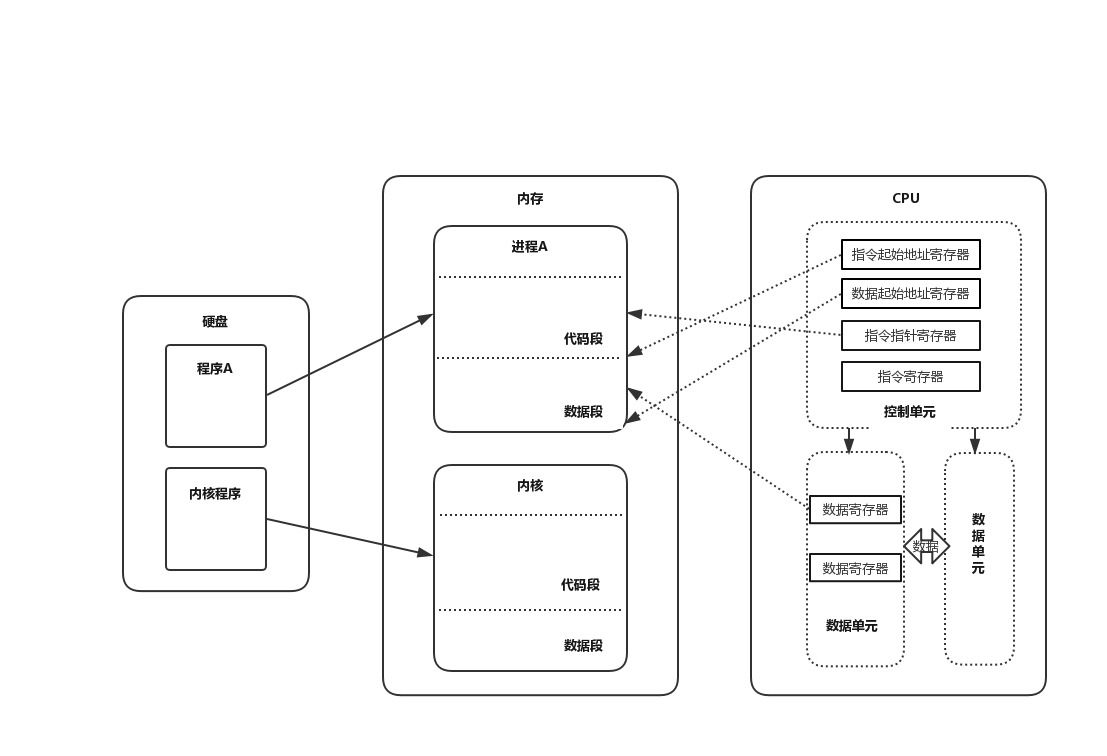 硬盘
程序A
内核程序
内存
进程A
代码段
数据段
内核
代码段
数据段
CPU
指令起始地址寄存器
数据起始地址寄存器
指令指针寄存器
指令寄存器
控制单元
数据寄存器
数据寄存器
数据单元
数据
数据单元